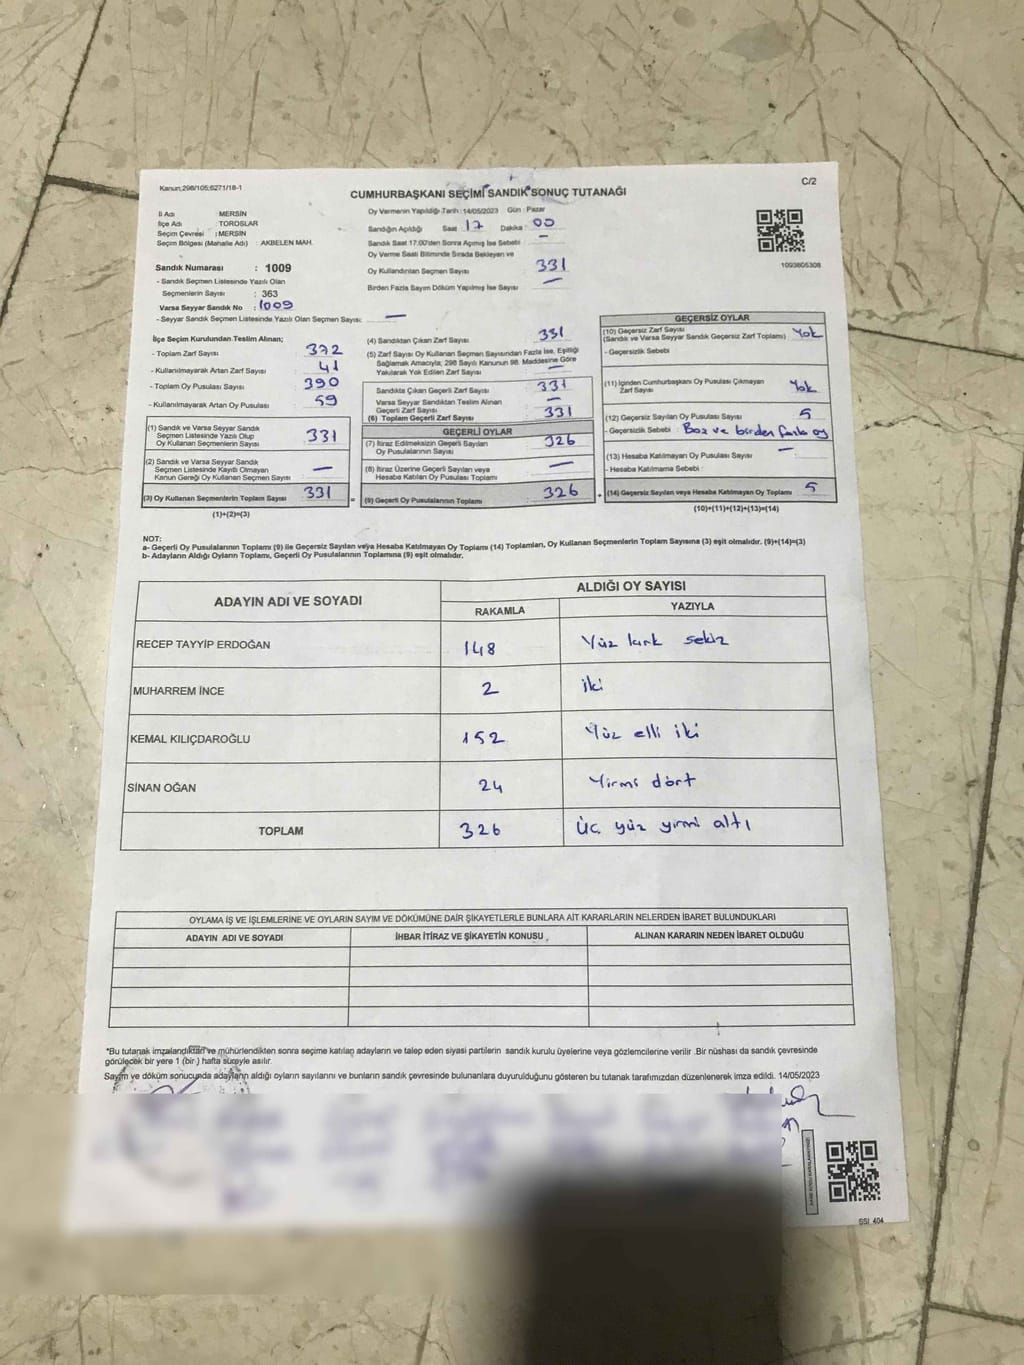 Kanun:298/105;6271/18-1
C/2
CUMHURBAŞKANI SEÇİMİ SANDIK SONUÇ TUTANAĞI
İl Adı : MERSİN
İlçe Adı : TOROSLAR
Seçim Çevresi : MERSİN
Seçim Bölgesi (Mahalle Adı) : AKBELEN MAH.
Sandık Numarası : 1009
- Sandık Seçmen Listesinde Yazılı Olan
Seçmenlerin Sayısı : 363
Varsa Seyyar Sandık No : 1009
- Seyyar Sandık Seçmen Listesinde Yazılı Olan Seçmen Sayısı: —
Oy Vermenin Yapıldığı Tarih : 14/05/2023 Gün : Pazar
Sandığın Açıldığı Saat : 17 Dakika : 00
Sandık Saat 17:00'den Sonra Açılmış İse Sebebi —
Oy Verme Saati Bitiminde Sırada Bekleyen ve
Oy Kullandırılan Seçmen Sayısı 331
Birden Fazla Sayım Döküm Yapılmış İse Sayısı —
1093805308
İlçe Seçim Kurulundan Teslim Alınan;
- Toplam Zarf Sayısı 372
- Kullanılmayarak Artan Zarf Sayısı 41
- Toplam Oy Pusulası Sayısı 390
- Kullanılmayarak Artan Oy Pusulası 59
(1) Sandık ve Varsa Seyyar Sandık
Seçmen Listesinde Yazılı Olup
Oy Kullanan Seçmenlerin Sayısı 331
(2) Sandık ve Varsa Seyyar Sandık
Seçmen Listesinde Kayıtlı Olmayan
Kanun Gereği Oy Kullanan Seçmen Sayısı —
(3) Oy Kullanan Seçmenlerin Toplam Sayısı 331
(1)+(2)=(3)
=
(4) Sandıktan Çıkan Zarf Sayısı 331
(5) Zarf Sayısı Oy Kullanan Seçmen Sayısından Fazla İse, Eşitliği
Sağlamak Amacıyla; 298 Sayılı Kanunun 98. Maddesine Göre
Yakılarak Yok Edilen Zarf Sayısı —
Sandıkta Çıkan Geçerli Zarf Sayısı 331
Varsa Seyyar Sandıktan Teslim Alınan
Geçerli Zarf Sayısı —
(6) Toplam Geçerli Zarf Sayısı 331
GEÇERLİ OYLAR
(7) İtiraz Edilmeksizin Geçerli Sayılan
Oy Pusulasının Sayısı 326
(8) İtiraz Üzerine Geçerli Sayılan veya
Hesaba Katılan Oy Pusulası Toplamı —
(9) Geçerli Oy Pusulalarının Toplamı 326
+
GEÇERSİZ OYLAR
(10) Geçersiz Zarf Sayısı
(Sandık ve Varsa Seyyar Sandık Geçersiz Zarf Toplamı) Yok
- Geçersizlik Sebebi
(11) İçinden Cumhurbaşkanı Oy Pusulası Çıkmayan
Zarf Sayısı Yok
(12) Geçersiz Sayılan Oy Pusulası Sayısı 5
- Geçersizlik Sebebi : Boz ve birden fazla oy
(13) Hesaba Katılmayan Oy Pusulası Sayısı —
- Hesaba Katılmama Sebebi :
(14) Geçersiz Sayılan veya Hesaba Katılmayan Oy Toplamı 5
(10)+(11)+(12)+(13)=(14)
NOT:
a- Geçerli Oy Pusulalarının Toplamı (9) ile Geçersiz Sayılan veya Hesaba Katılmayan Oy Toplamı (14) Toplamları, Oy Kullanan Seçmenlerin Toplam Sayısına (3) eşit olmalıdır. (9)+(14)=(3)
b- Adayların Aldığı Oyların Toplamı, Geçerli Oy Pusulalarının Toplamına (9) eşit olmalıdır.
ADAYIN ADI VE SOYADI ALDIĞI OY SAYISI
RAKAMLA YAZIYLA
RECEP TAYYİP ERDOĞAN 148 Yüz kırk sekiz
MUHARREM İNCE 2 iki
KEMAL KILIÇDAROĞLU 152 Yüz elli iki
SİNAN OĞAN 24 Yirmi dört
TOPLAM 326 Üç yüz yirmi altı
OYLAMA İŞ VE İŞLEMLERİNE VE OYLARIN SAYIM VE DÖKÜMÜNE DAİR ŞİKAYETLERLE BUNLARA AİT KARARLARIN NELERDEN İBARET BULUNDUKLARI
ADAYIN ADI VE SOYADI İHBAR İTİRAZ VE ŞİKAYETİN KONUSU ALINAN KARARIN NEDEN İBARET OLDUĞU
*Bu tutanak imzalandıktan ve mühürlendikten sonra seçime katılan adayların ve talep eden siyasi partilerin sandık kurulu üyelerine veya gözlemcilerine verilir .Bir nüshası da sandık çevresinde
görülecek bir yere 1 (bir ) hafta süreyle asılır.
Sayım ve döküm sonucunda adayların aldığı oyların sayılarını ve bunların sandık çevresinde bulunanlara duyurulduğunu gösteren bu tutanak tarafımızdan düzenlenerek imza edildi. 14/05/2023
SSI_404